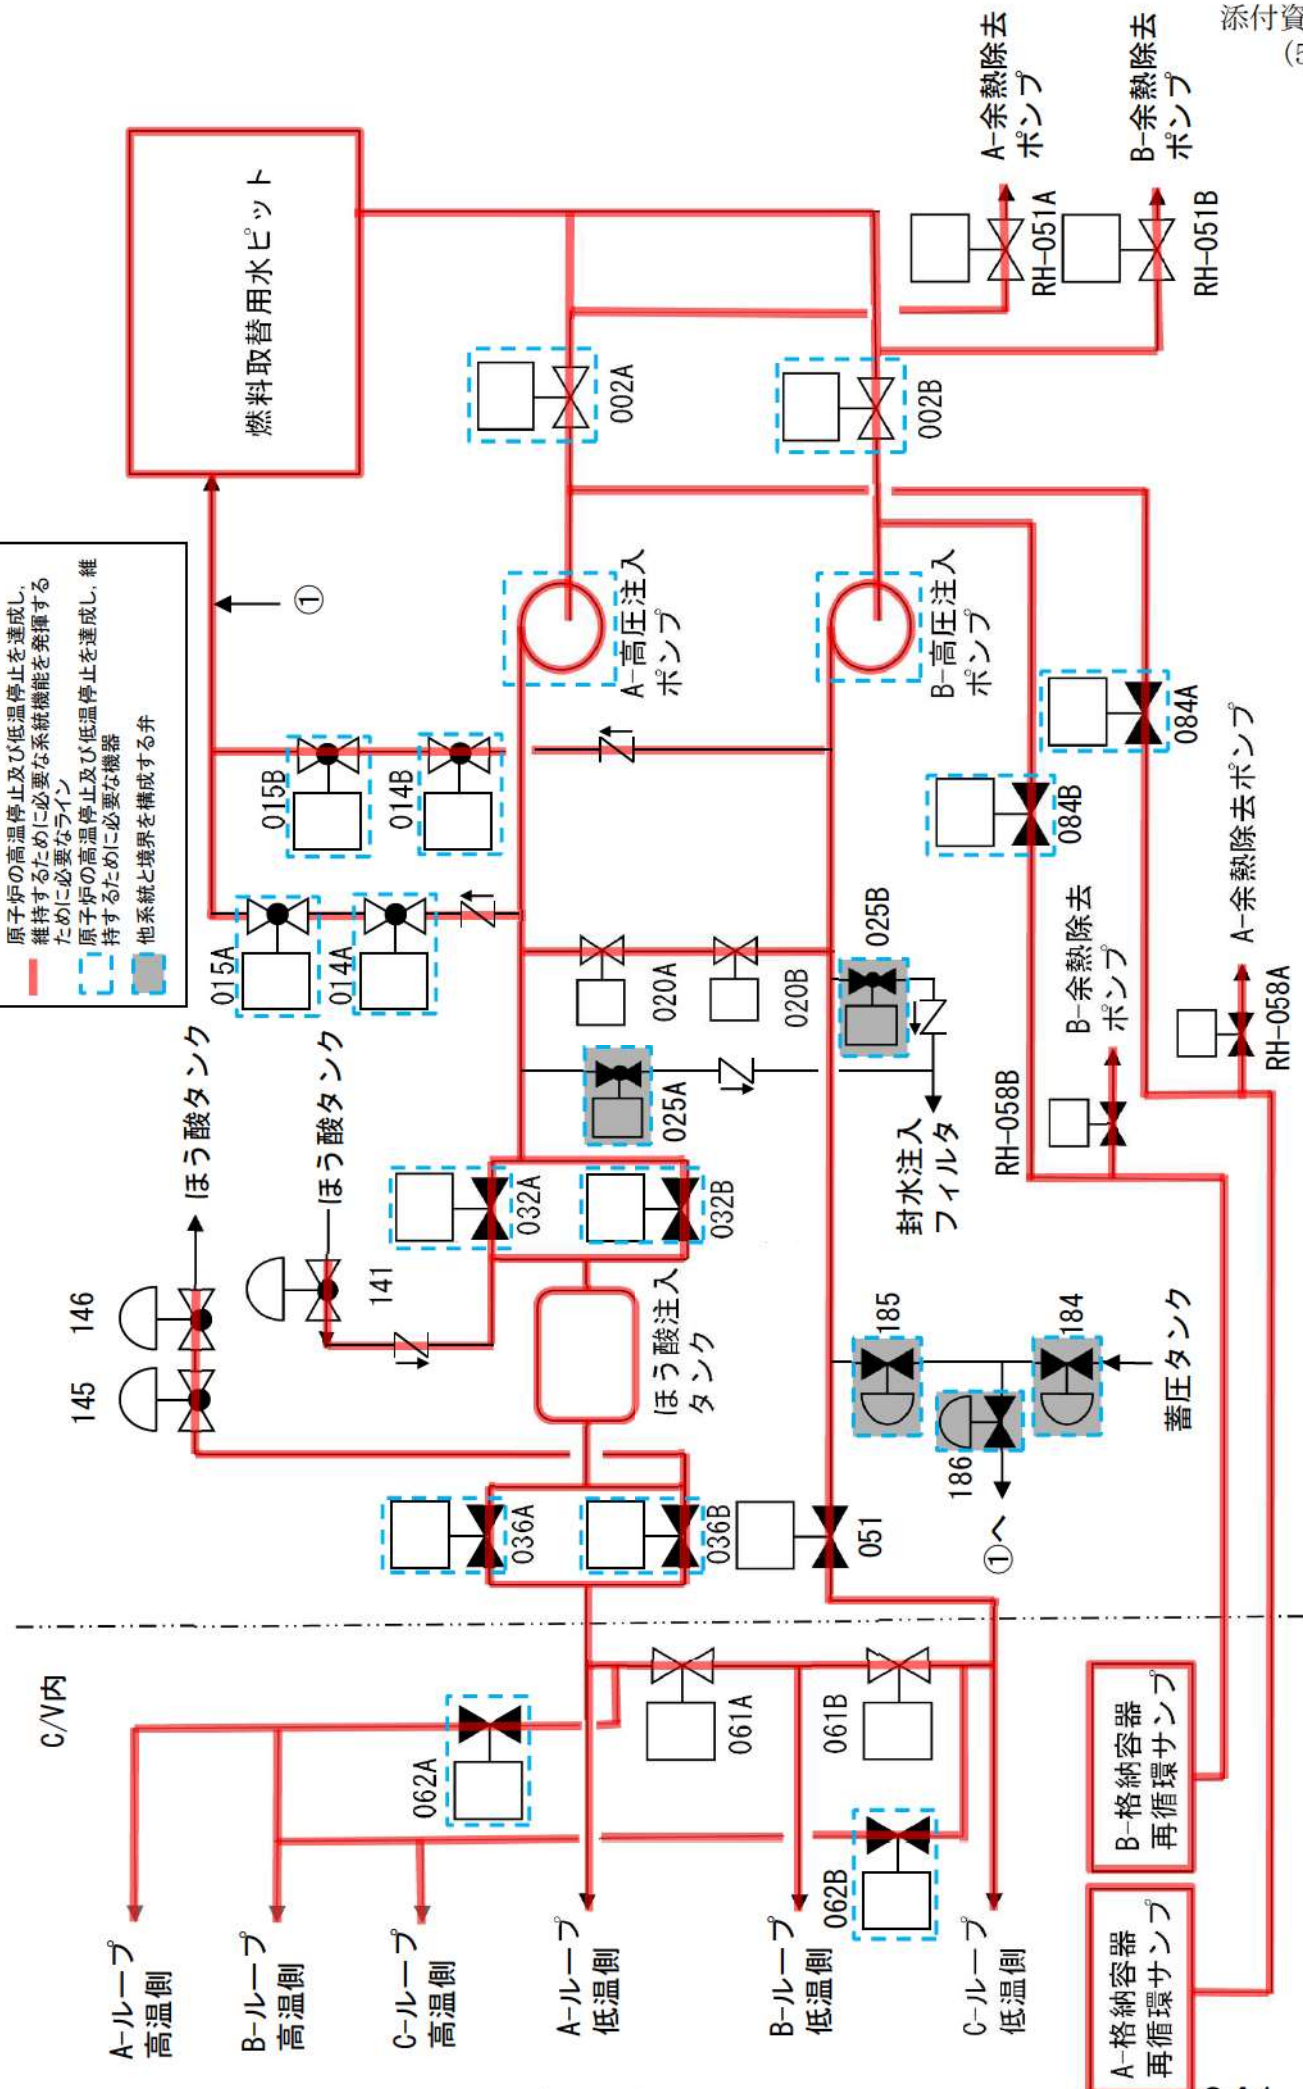 添付資
(5
原子炉の高温停止及び低温停止を達成し,
維持するために必要な系統機能を発揮する
ために必要なライン
原子炉の高温停止及び低温停止を達成し, 維
持するために必要な機器
他系統と境界を構成する弁
C/V内
燃料取替用水ピット
①
A-余熱除去
ポンプ
RH-051A
B-余熱除去
ポンプ
RH-051B
002A
002B
A-高圧注入
ポンプ
B-高圧注入
ポンプ
015B
014B
015A
014A
020A
020B
025A
025B
封水注入
フィルタ
084A
084B
A-余熱除去ポンプ
RH-058A
B-余熱除去
ポンプ
RH-058B
ほう酸タンク
ほう酸タンク
146
145
141
032A
032B
ほう酸注入
タンク
036A
036B
051
185
184
186
①へ
蓄圧タンク
061A
061B
062A
062B
A-ループ
高温側
B-ループ
高温側
C-ループ
高温側
A-ループ
低温側
B-ループ
低温側
C-ループ
低温側
B-格納容器
再循環サンプ
A-格納容器
再循環サンプ